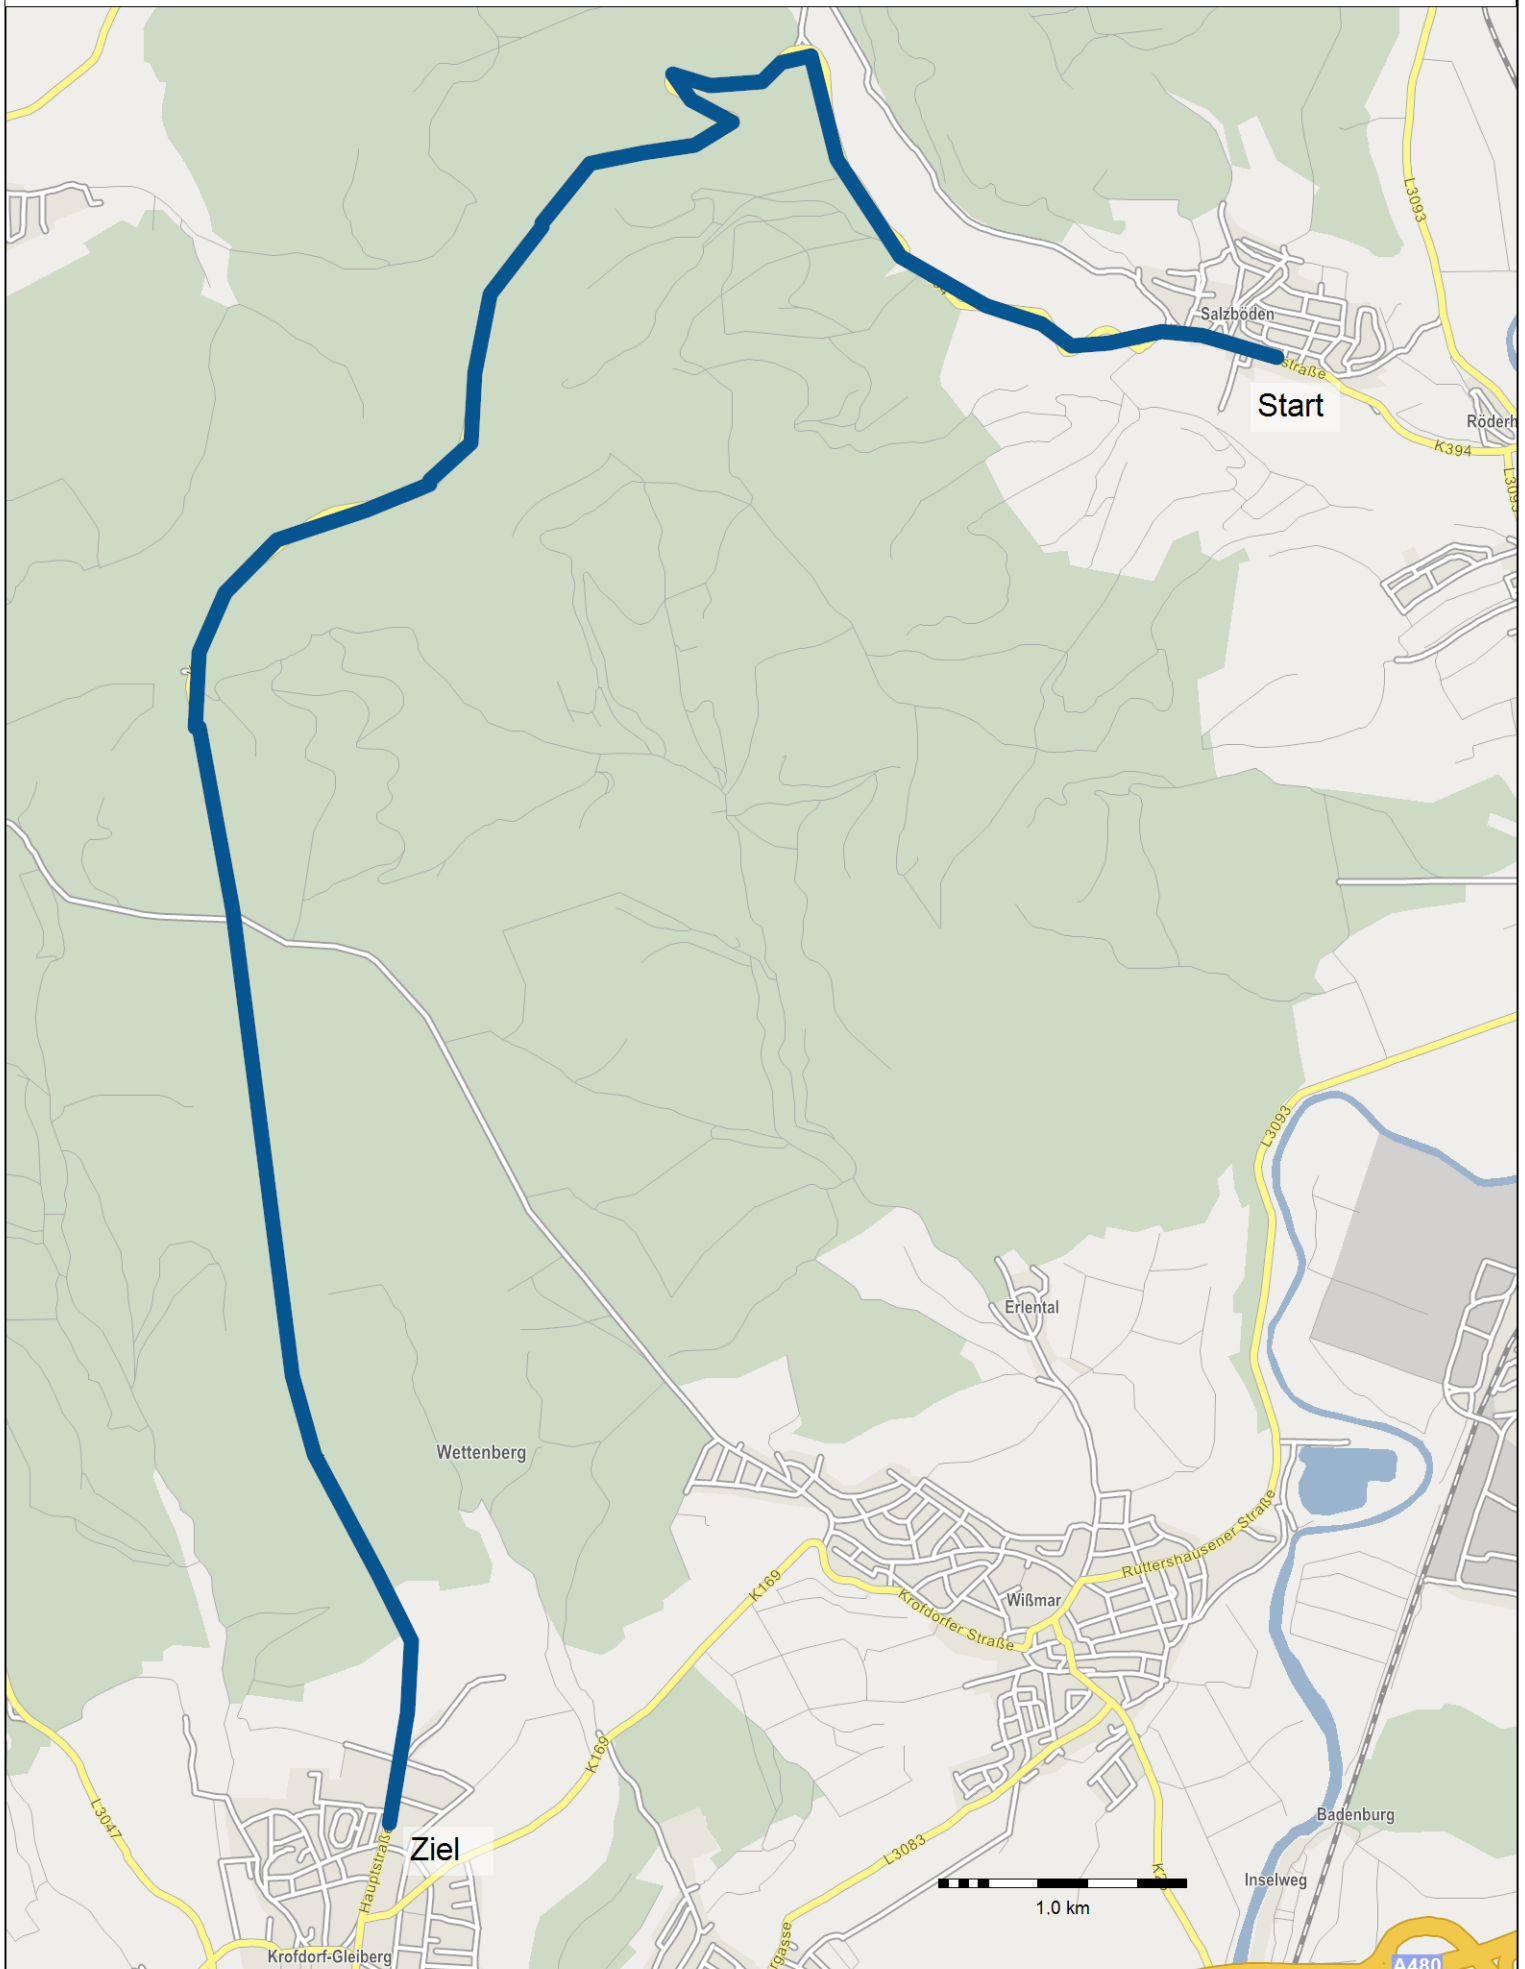 L3093
Salzböden
straße
Start
K394
L3093
L3093
Erlental
Wettenberg
Ruttershausener Straße
K169
Wißmar
Krofdorfer Straße
K169
L3047
Badenburg
Hauptstraße
Ziel
L3083
Inselweg
1.0 km
Krofdorf-Gleiberg
A480